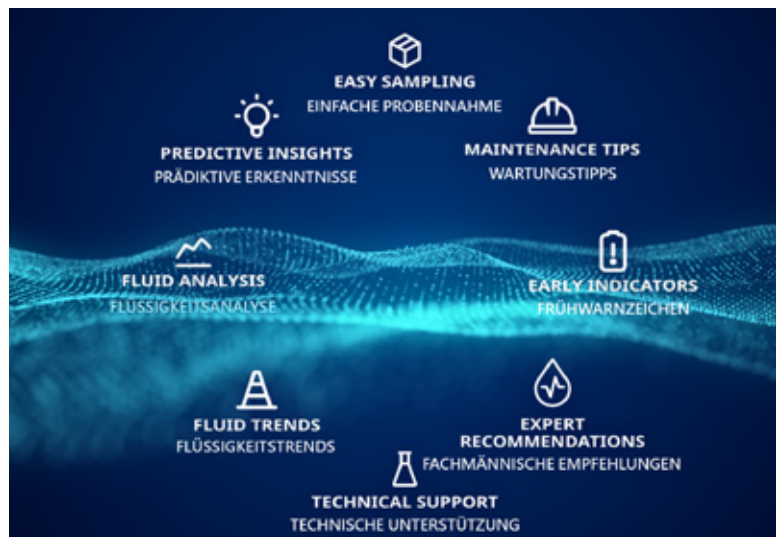 EASY SAMPLING
EINFACHE PROBENNAHME
PREDICTIVE INSIGHTS
PRÄDIKTIVE ERKENNTNISSE
MAINTENANCE TIPS
WARTUNGSTIPPS
FLUID ANALYSIS
FLÜSSIGKEITSANALYSE
EARLY INDICATORS
FRÜHWARNZEICHEN
FLUID TRENDS
FLÜSSIGKEITSTRENDS
EXPERT
RECOMMENDATIONS
FACHMÄNNISCHE EMPFEHLUNGEN
TECHNICAL SUPPORT
TECHNISCHE UNTERSTÜTZUNG